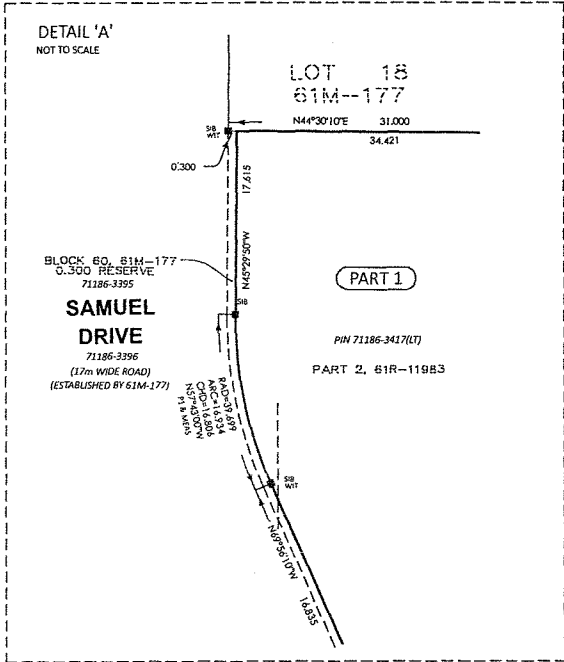 DETAIL 'A'
NOT TO SCALE
LOT 18
61M--177
N44°30'10"E 31.000
34.421
SIB
WIT
0.300
17.615
N45°29'50"W
BLOCK 60, 61M-177
0.300 RESERVE
71186-3395
SAMUEL
DRIVE
71186-3396
(17m WIDE ROAD)
(ESTABLISHED BY 61M-177)
SIB
PART 1
PIN 71186-3417(LT)
PART 2, 61R-11983
RAD=39.699
ARC=16.934
CHD=16.806
N57°43'00"W
P1 & MEAS
SIB
WIT
N69°56'10"W
16.835